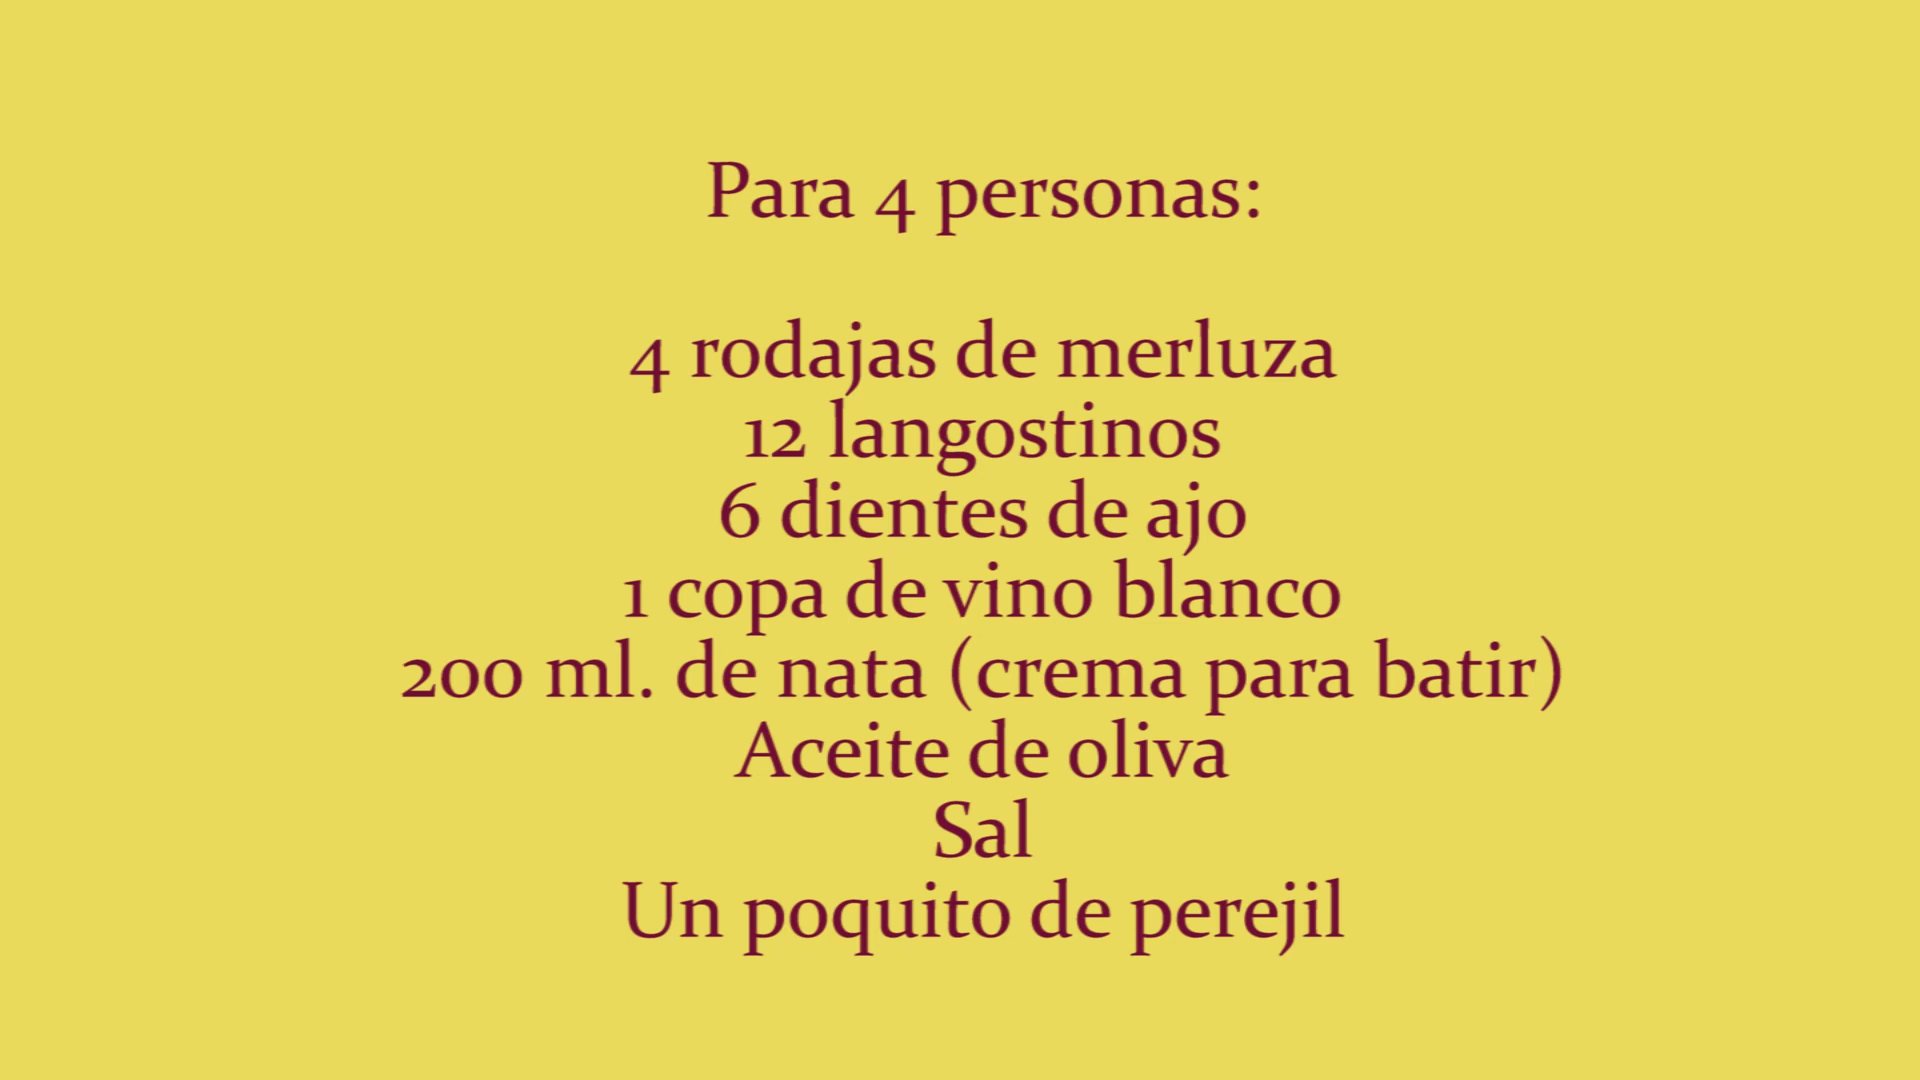 Para 4 personas:
4 rodajas de merluza
12 langostinos
6 dientes de ajo
1 copa de vino blanco
200 ml. de nata (crema para batir)
Aceite de oliva
Sal
Un poquito de perejil